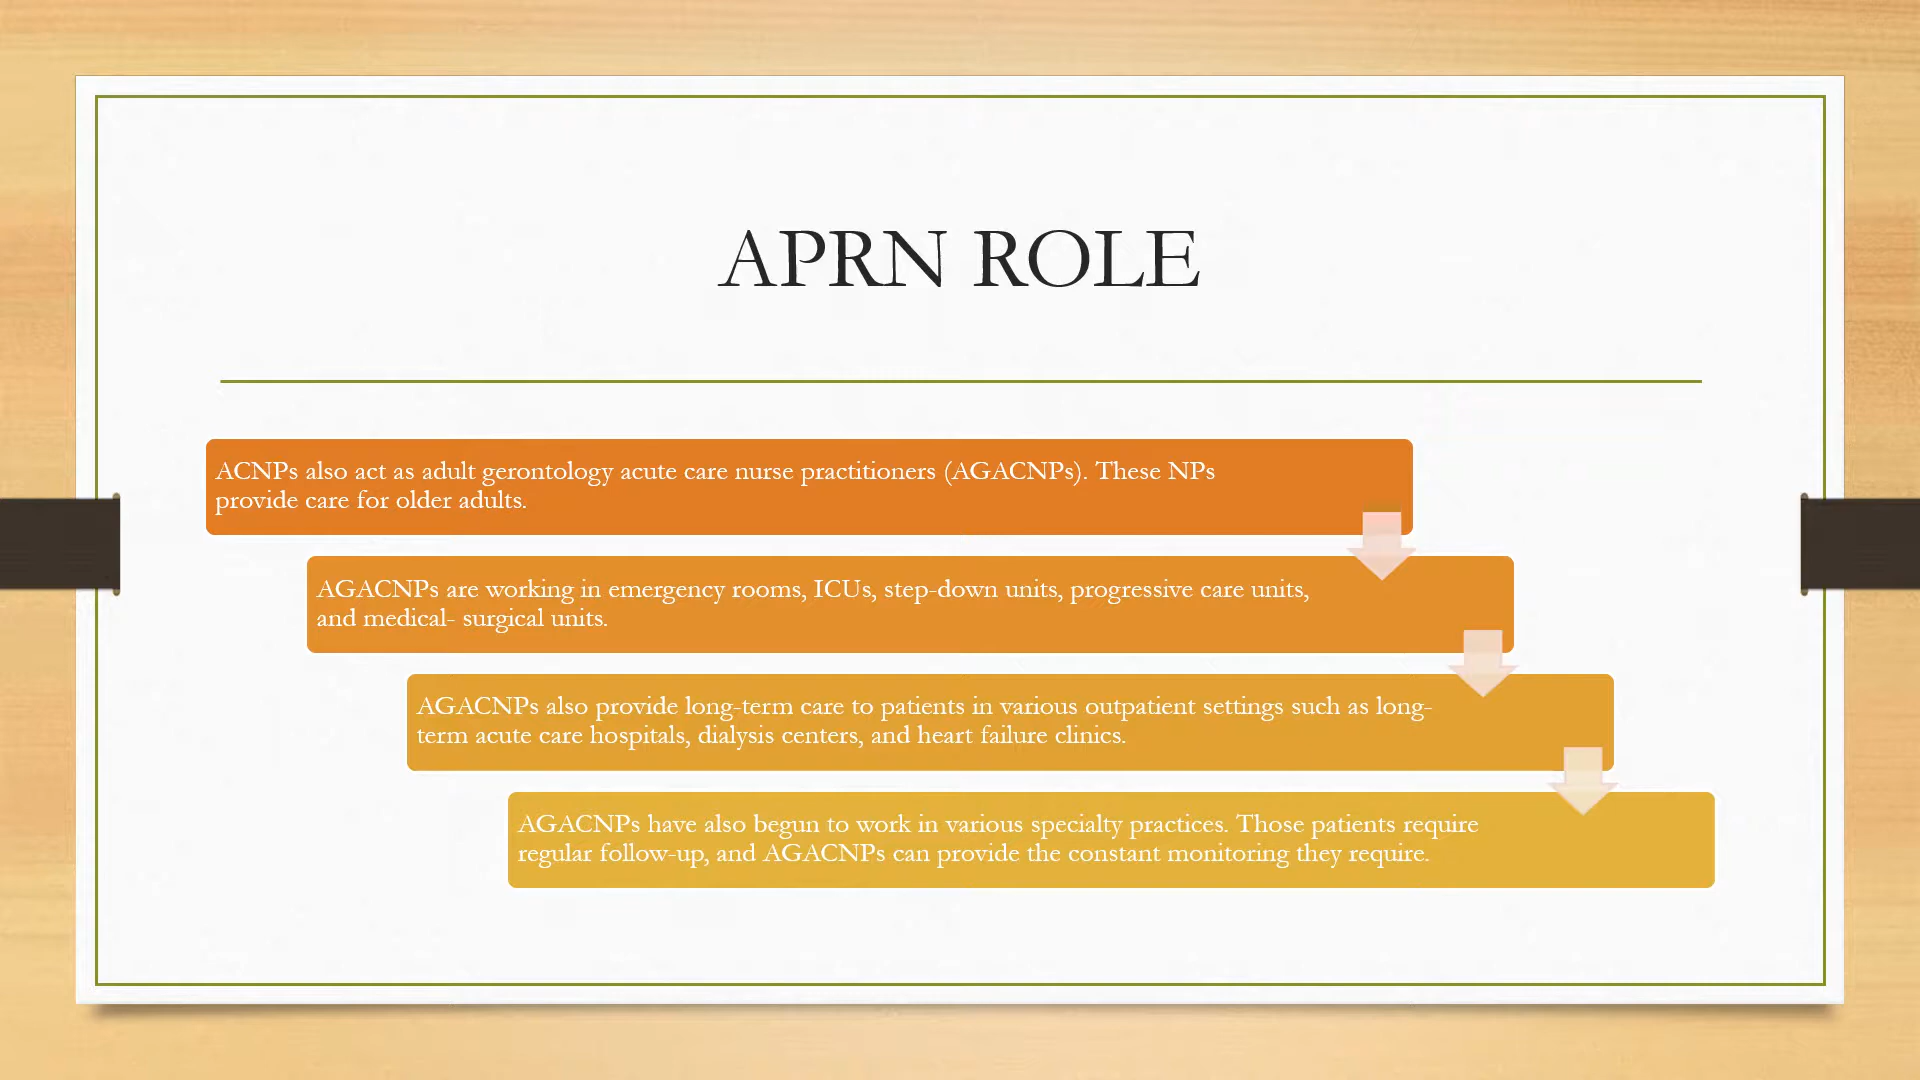 APRN ROLE
ACNPs also act as adult gerontology acute care nurse practitioners (AGACNPs). These NPs
provide care for older adults.
AGACNPs are working in emergency rooms, ICUs, step-down units, progressive care units,
and medical- surgical units.
AGACNPs also provide long-term care to patients in various outpatient settings such as long-
term acute care hospitals, dialysis centers, and heart failure clinics.
AGACNPs have also begun to work in various specialty practices. Those patients require
regular follow-up, and AGACNPs can provide the constant monitoring they require.